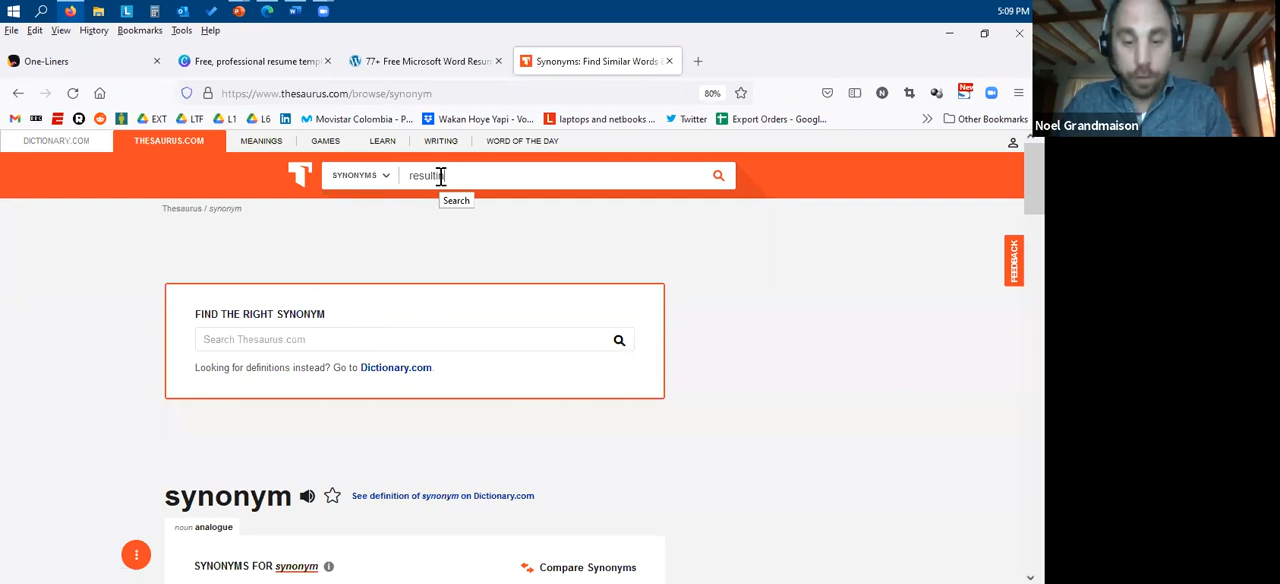 5:09 PM
File Edit View History Bookmarks Tools Help
One-Liners
Free, professional resume templ
77+ Free Microsoft Word Resum
Synonyms: Find Similar Words
https://www.thesaurus.com/browse/synonym
80%
New
EXT
LTF
L1
L6
Movistar Colombia - P...
Wakan Hoye Yapi - Vo...
laptops and netbooks ...
Twitter
Export Orders - Googl...
Other Bookmarks
Noel Grandmaison
DICTIONARY.COM
THESAURUS.COM
MEANINGS
GAMES
LEARN
WRITING
WORD OF THE DAY
SYNONYMS
resultin
Search
Thesaurus / synonym
FEEDBACK
FIND THE RIGHT SYNONYM
Search Thesaurus.com
Looking for definitions instead? Go to Dictionary.com.
synonym
See definition of synonym on Dictionary.com
noun analogue
SYNONYMS FOR synonym
Compare Synonyms